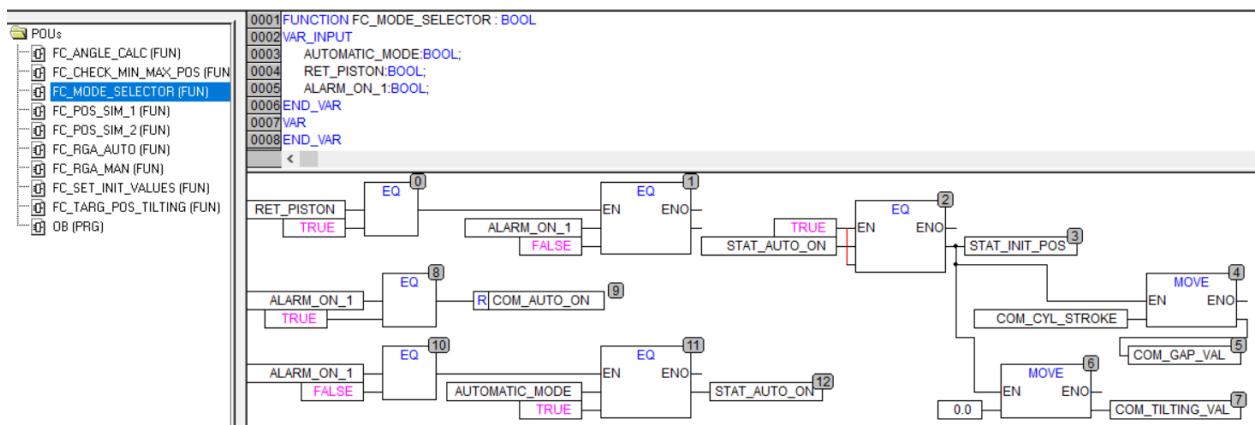 POUs
FC_ANGLE_CALC (FUN)
FC_CHECK_MIN_MAX_POS (FUN
FC_MODE_SELECTOR (FUN)
FC_POS_SIM_1 (FUN)
FC_POS_SIM_2 (FUN)
FC_RGA_AUTO (FUN)
FC_RGA_MAN (FUN)
FC_SET_INIT_VALUES (FUN)
FC_TARG_POS_TILTING (FUN)
OB (PRG)
0001 FUNCTION FC_MODE_SELECTOR : BOOL
0002 VAR_INPUT
0003 AUTOMATIC_MODE:BOOL;
0004 RET_PISTON:BOOL;
0005 ALARM_ON_1:BOOL;
0006 END_VAR
0007 VAR
0008 END_VAR
<
0
EQ
RET_PISTON
TRUE
1
EQ
EN ENO
ALARM_ON_1
FALSE
2
EQ
TRUE
EN ENO
STAT_AUTO_ON
STAT_INIT_POS
3
4
MOVE
EN ENO
COM_CYL_STROKE
5
COM_GAP_VAL
6
MOVE
EN ENO
0.0
7
COM_TILTING_VAL
8
EQ
ALARM_ON_1
TRUE
R COM_AUTO_ON
9
10
EQ
ALARM_ON_1
FALSE
11
EQ
EN ENO
AUTOMATIC_MODE
TRUE
STAT_AUTO_ON
12